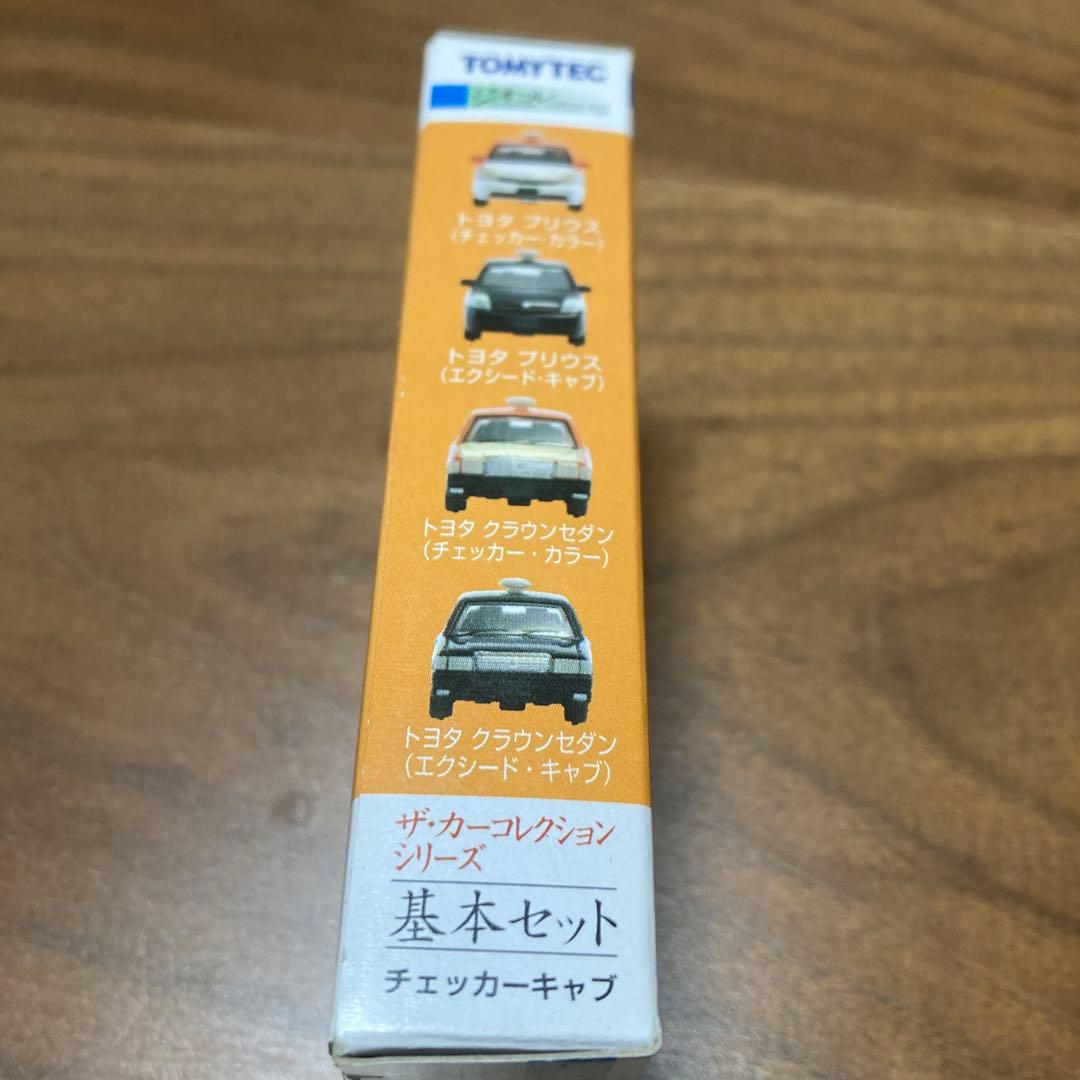 TOMYTEC
トヨタ プリウス
(チェッカー・カラー)
トヨタ プリウス
(エクシード・キャブ)
トヨタ クラウンセダン
(チェッカー・カラー)
トヨタ クラウンセダン
(エクシード・キャブ)
ザ・カーコレクション
シリーズ
基本セット
チェッカーキャブ